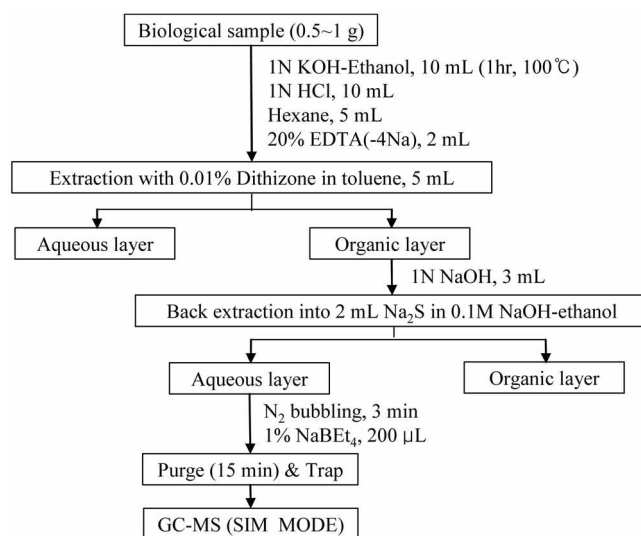 Biological sample (0.5~1 g)
1N KOH-Ethanol, 10 mL (1hr, 100℃)
1N HCl, 10 mL
Hexane, 5 mL
20% EDTA(-4Na), 2 mL
Extraction with 0.01% Dithizone in toluene, 5 mL
Aqueous layer
Organic layer
1N NaOH, 3 mL
Back extraction into 2 mL Na₂S in 0.1M NaOH-ethanol
Aqueous layer
Organic layer
N₂ bubbling, 3 min
1% NaBEt₄, 200 μL
Purge (15 min) & Trap
GC-MS (SIM MODE)